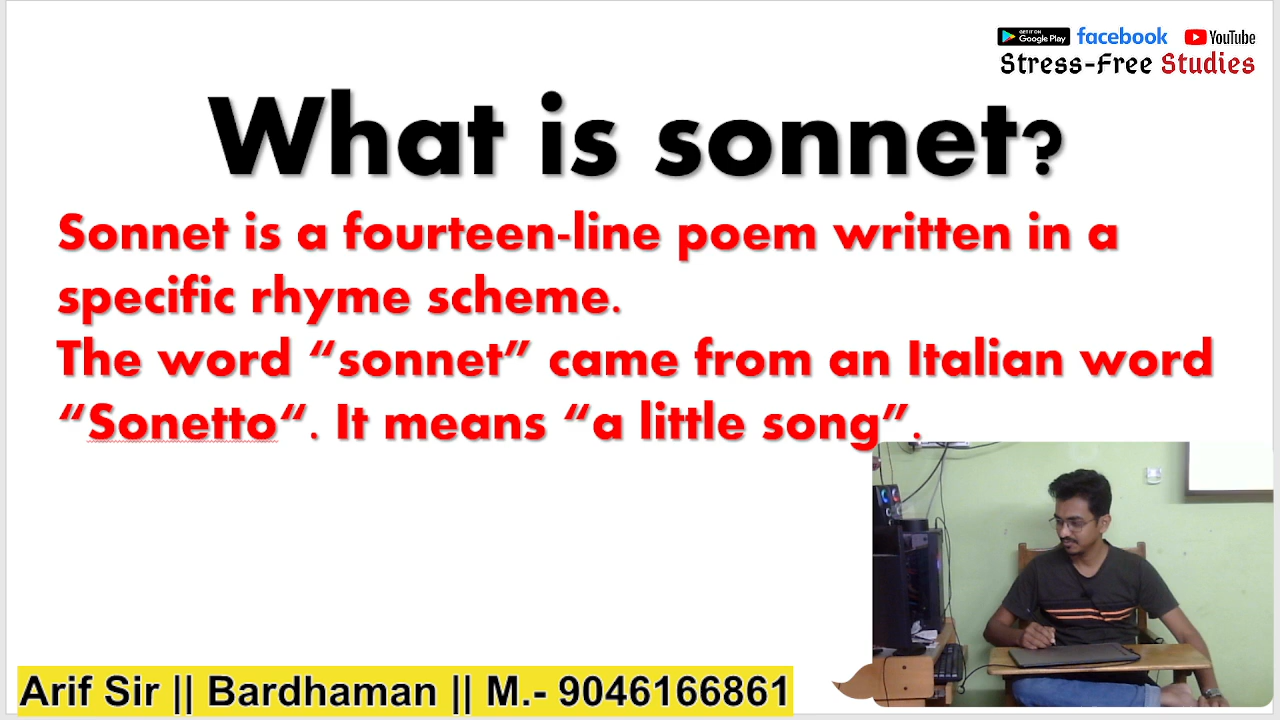 GET IT ON
Google Play facebook YouTube
Stress-Free Studies
What is sonnet?
Sonnet is a fourteen-line poem written in a
specific rhyme scheme.
The word “sonnet” came from an Italian word
“Sonetto“. It means “a little song”.
Arif Sir || Bardhaman || M.- 9046166861